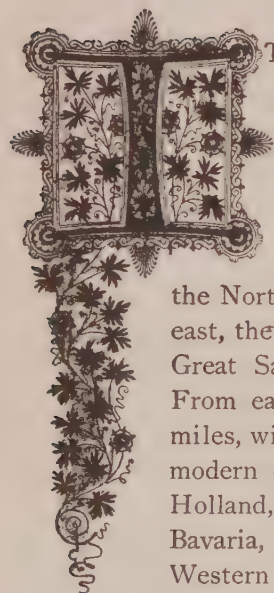 IT
the Nort
east, the
Great Sa
From ea
miles, wi
modern
Holland,
Bavaria,
Western